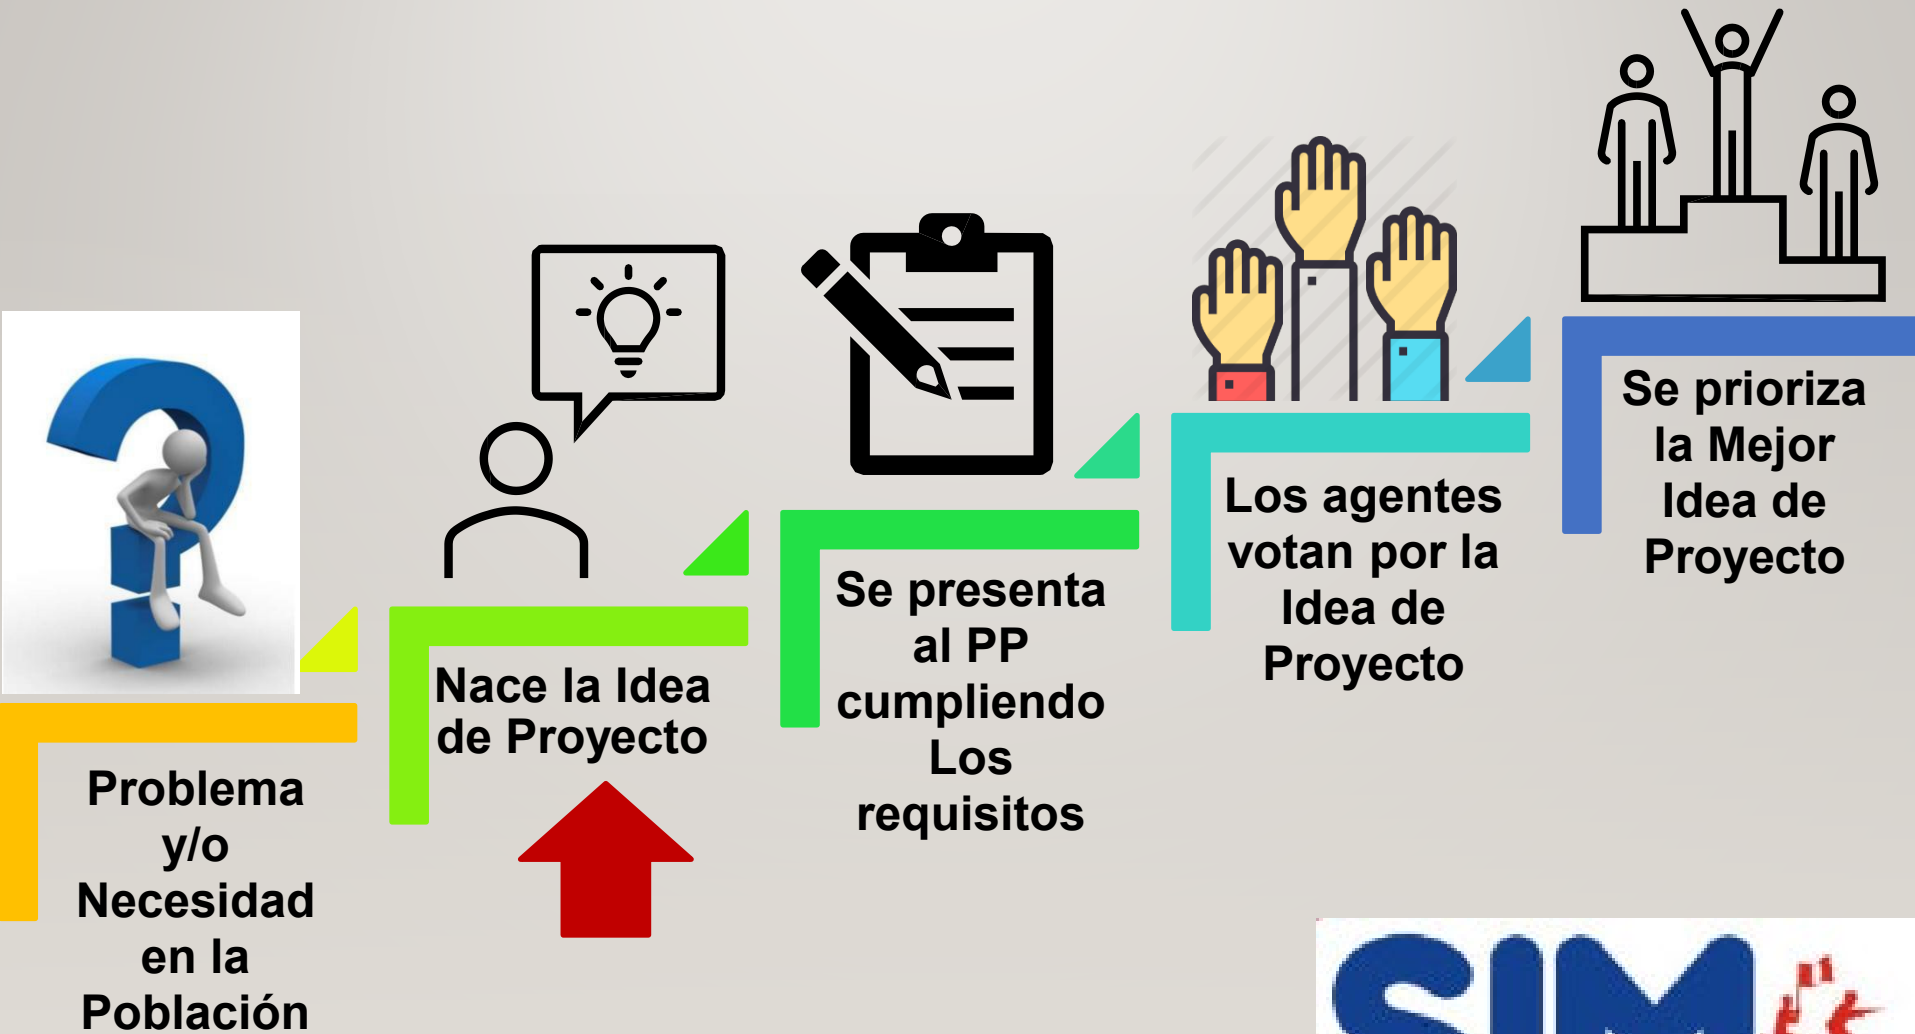 Problema
y/o
Necesidad
en la
Población
Nace la Idea
de Proyecto
Se presenta
al PP
cumpliendo
Los
requisitos
Los agentes
votan por la
Idea de
Proyecto
Se prioriza
la Mejor
Idea de
Proyecto
SIM